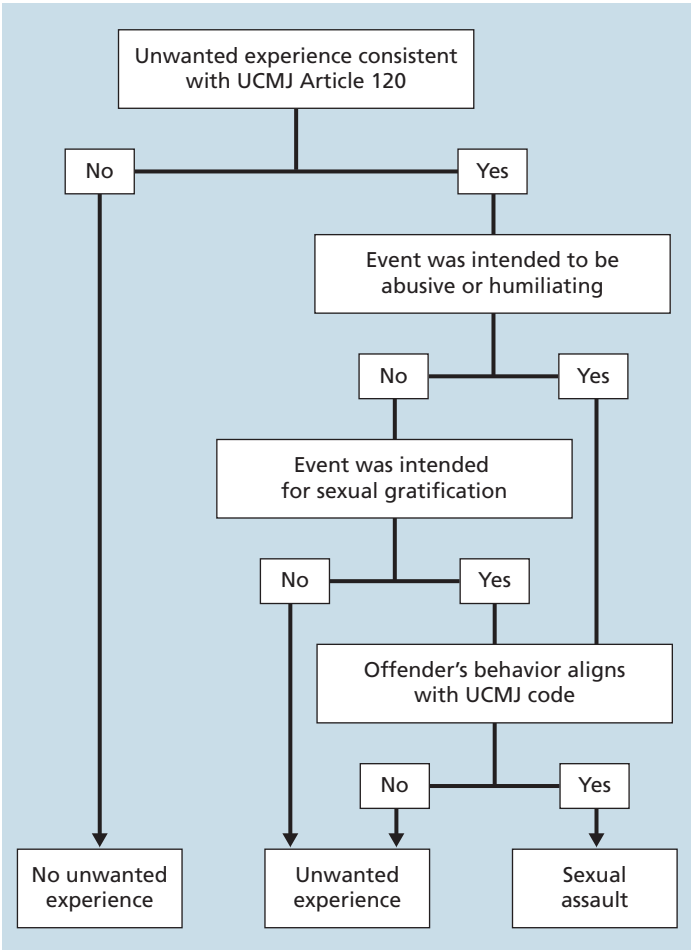 Unwanted experience consistent
with UCMJ Article 120
No
Yes
Event was intended to be
abusive or humiliating
No
Yes
Event was intended
for sexual gratification
No
Yes
Offender’s behavior aligns
with UCMJ code
No
Yes
No unwanted
experience
Unwanted
experience
Sexual
assault